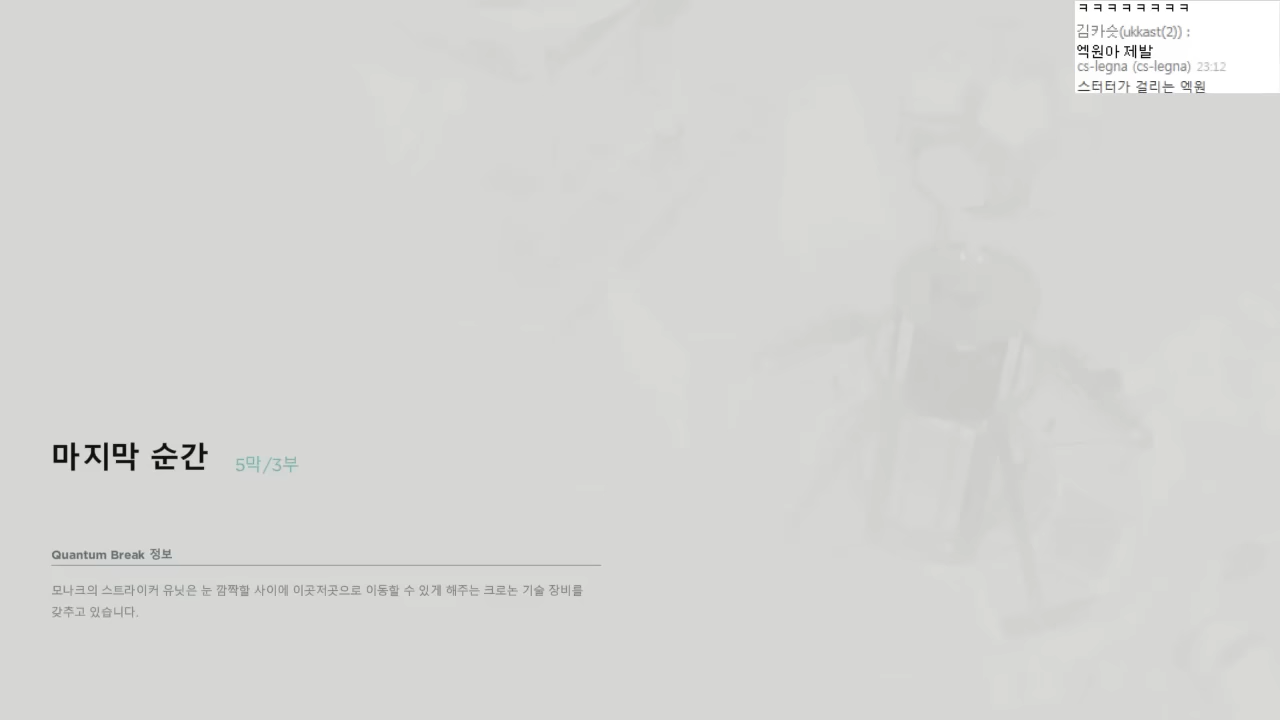 ㅋㅋㅋㅋㅋㅋㅋㅋ
김카슛(ukkast(2)) :
엑원아 제발
cs-legna (cs-legna) 23:12
스터터가 걸리는 엑원
마지막 순간 5막/3부
Quantum Break 정보
모나크의 스트라이커 유닛은 눈 깜짝할 사이에 이곳저곳으로 이동할 수 있게 해주는 크로논 기술 장비를
갖추고 있습니다.